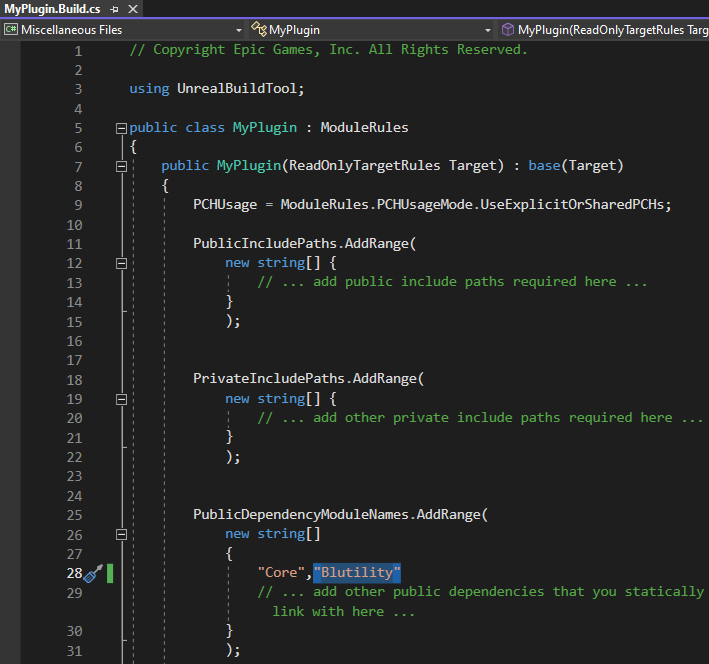 MyPlugin.Build.cs
C# Miscellaneous Files MyPlugin MyPlugin(ReadOnlyTargetRules Targ
1 // Copyright Epic Games, Inc. All Rights Reserved.
2
3 using UnrealBuildTool;
4
5 public class MyPlugin : ModuleRules
6 {
7 public MyPlugin(ReadOnlyTargetRules Target) : base(Target)
8 {
9 PCHUsage = ModuleRules.PCHUsageMode.UseExplicitOrSharedPCHs;
10
11 PublicIncludePaths.AddRange(
12 new string[] {
13 // ... add public include paths required here ...
14 }
15 );
16
17
18 PrivateIncludePaths.AddRange(
19 new string[] {
20 // ... add other private include paths required here ...
21 }
22 );
23
24
25 PublicDependencyModuleNames.AddRange(
26 new string[]
27 {
28 "Core","Blutility"
29 // ... add other public dependencies that you statically
link with here ...
30 }
31 );